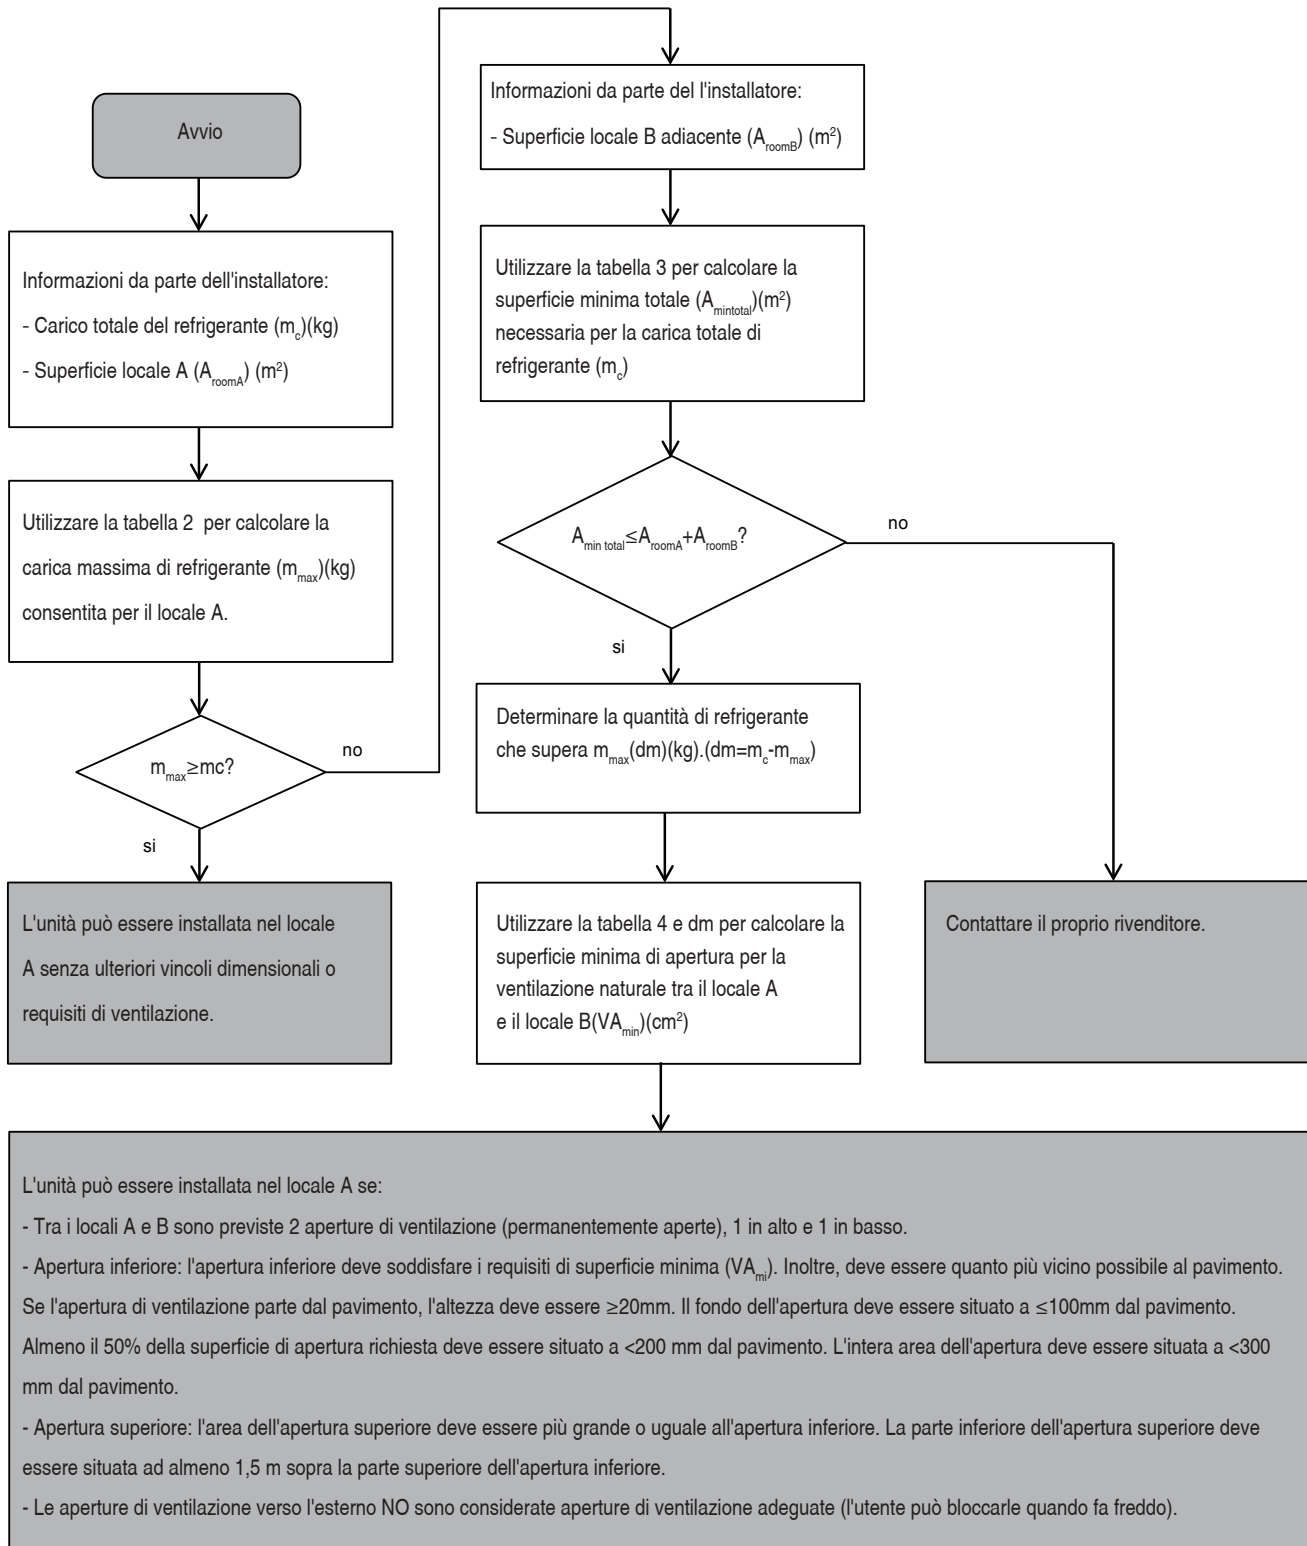 Avvio
Informazioni da parte dell'installatore:
- Carico totale del refrigerante (mc)(kg)
- Superficie locale A (AroomA) (m²)
Utilizzare la tabella 2 per calcolare la
carica massima di refrigerante (mmax)(kg)
consentita per il locale A.
mmax≥mc?
no
si
L'unità può essere installata nel locale
A senza ulteriori vincoli dimensionali o
requisiti di ventilazione.
Informazioni da parte del l'installatore:
- Superficie locale B adiacente (AroomB) (m²)
Utilizzare la tabella 3 per calcolare la
superficie minima totale (Amintotal)(m²)
necessaria per la carica totale di
refrigerante (mc)
Amin total≤AroomA+AroomB?
no
si
Determinare la quantità di refrigerante
che supera mmax(dm)(kg).(dm=mc-mmax)
Utilizzare la tabella 4 e dm per calcolare la
superficie minima di apertura per la
ventilazione naturale tra il locale A
e il locale B(VAmin)(cm²)
Contattare il proprio rivenditore.
L'unità può essere installata nel locale A se:
- Tra i locali A e B sono previste 2 aperture di ventilazione (permanentemente aperte), 1 in alto e 1 in basso.
- Apertura inferiore: l'apertura inferiore deve soddisfare i requisiti di superficie minima (VAmi). Inoltre, deve essere quanto più vicino possibile al pavimento.
Se l'apertura di ventilazione parte dal pavimento, l'altezza deve essere ≥20mm. Il fondo dell'apertura deve essere situato a ≤100mm dal pavimento.
Almeno il 50% della superficie di apertura richiesta deve essere situato a <200 mm dal pavimento. L'intera area dell'apertura deve essere situata a <300
mm dal pavimento.
- Apertura superiore: l'area dell'apertura superiore deve essere più grande o uguale all'apertura inferiore. La parte inferiore dell'apertura superiore deve
essere situata ad almeno 1,5 m sopra la parte superiore dell'apertura inferiore.
- Le aperture di ventilazione verso l'esterno NO sono considerate aperture di ventilazione adeguate (l'utente può bloccarle quando fa freddo).